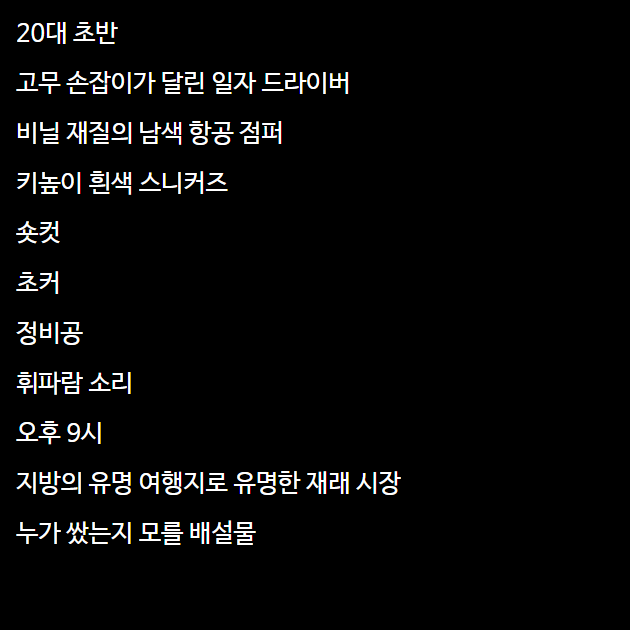 20대 초반
고무 손잡이가 달린 일자 드라이버
비닐 재질의 남색 항공 점퍼
키높이 흰색 스니커즈
숏컷
초커
정비공
휘파람 소리
오후 9시
지방의 유명 여행지로 유명한 재래 시장
누가 쌌는지 모를 배설물